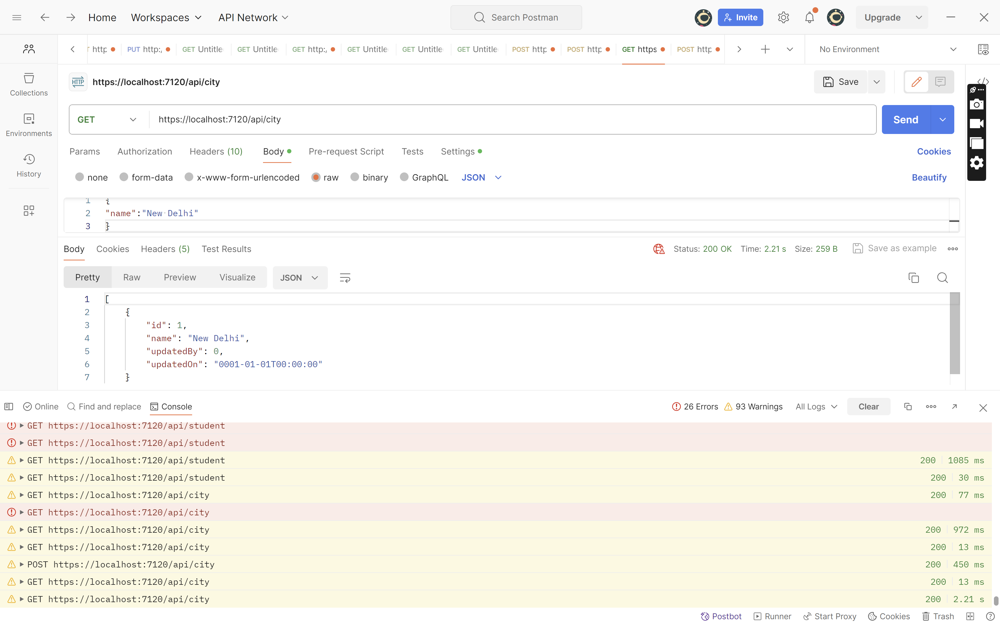 Home Workspaces API Network Search Postman Invite Upgrade
http PUT http:/ GET Untitle GET Untitle GET http:/ GET Untitle GET Untitle GET Untitle POST http POST http GET https POST http No Environment
HTTP https://localhost:7120/api/city Save
Collections
GET https://localhost:7120/api/city Send
Environments
Params Authorization Headers (10) Body Pre-request Script Tests Settings Cookies
History
none form-data x-www-form-urlencoded raw binary GraphQL JSON Beautify
1 {
2 "name":"New Delhi"
3 }
Body Cookies Headers (5) Test Results Status: 200 OK Time: 2.21 s Size: 259 B Save as example
Pretty Raw Preview Visualize JSON
1 [
2 {
3 "id": 1,
4 "name": "New Delhi",
5 "updatedBy": 0,
6 "updatedOn": "0001-01-01T00:00:00"
7 }
Online Find and replace Console 26 Errors 93 Warnings All Logs Clear
GET https://localhost:7120/api/student
GET https://localhost:7120/api/student
GET https://localhost:7120/api/student 200 1085 ms
GET https://localhost:7120/api/student 200 30 ms
GET https://localhost:7120/api/city 200 77 ms
GET https://localhost:7120/api/city
GET https://localhost:7120/api/city 200 972 ms
GET https://localhost:7120/api/city 200 13 ms
POST https://localhost:7120/api/city 200 450 ms
GET https://localhost:7120/api/city 200 13 ms
GET https://localhost:7120/api/city 200 2.21 s
Postbot Runner Start Proxy Cookies Trash